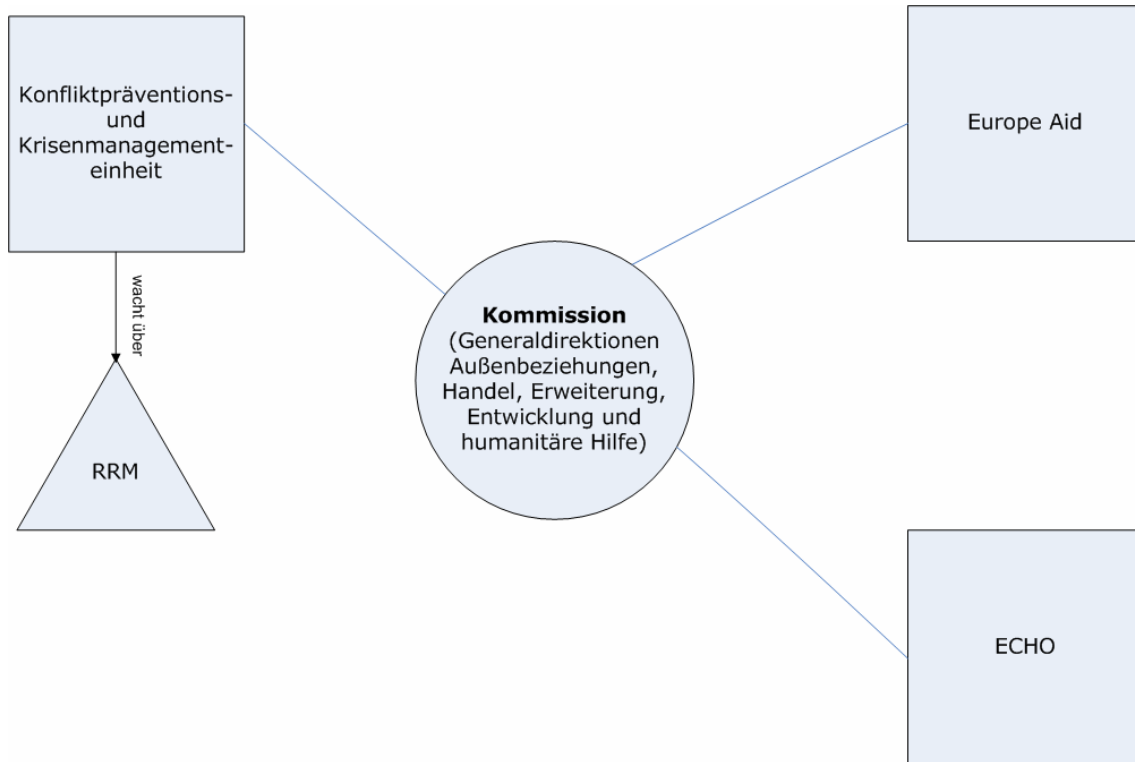 Konfliktpräventions-
und
Krisenmanagement-
einheit
wacht über
RRM
Kommission
(Generaldirektionen
Außenbeziehungen,
Handel, Erweiterung,
Entwicklung und
humanitäre Hilfe)
Europe Aid
ECHO